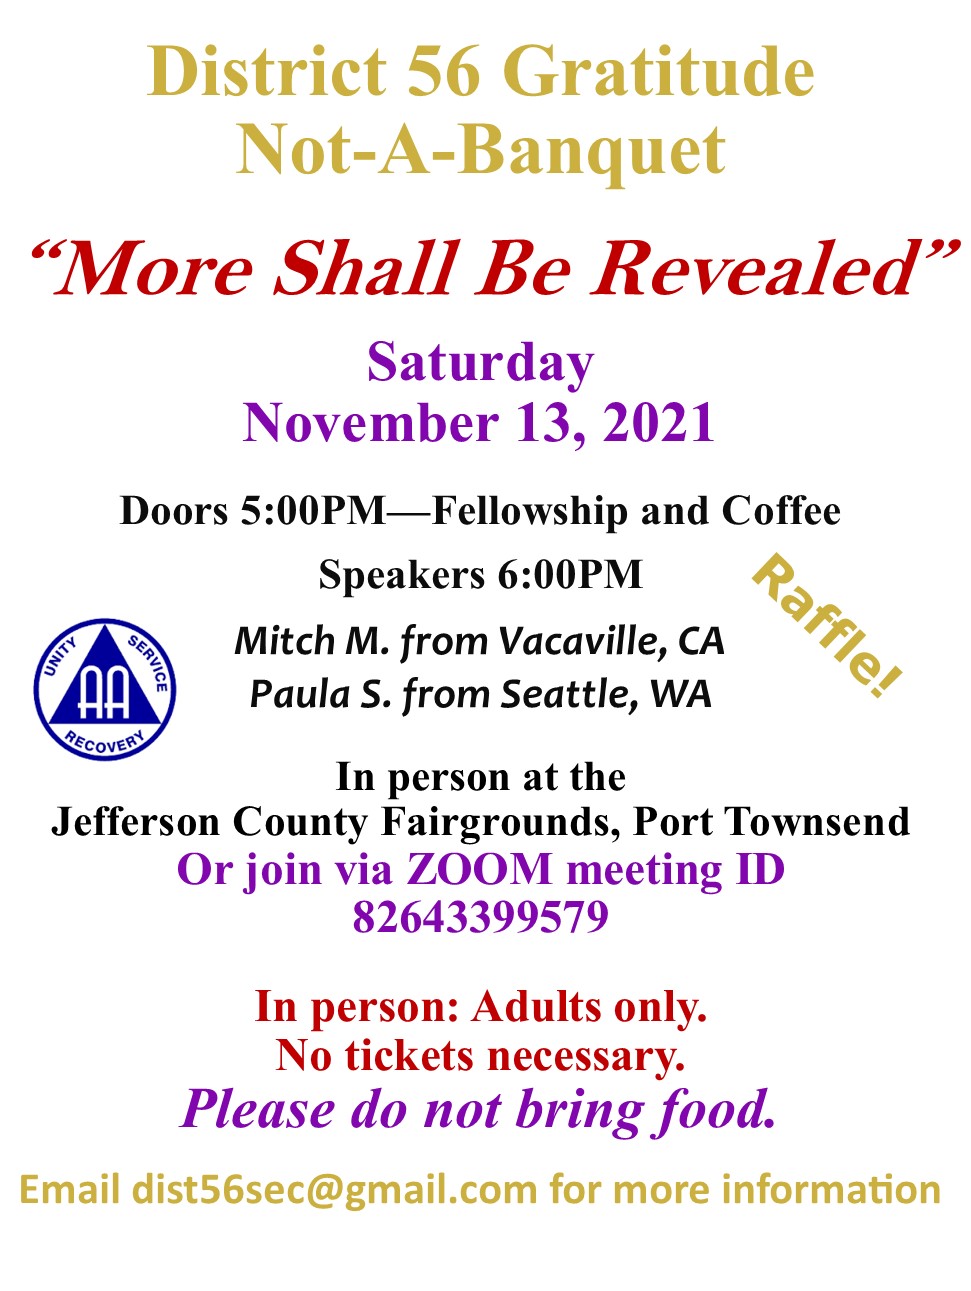 District 56 Gratitude
Not-A-Banquet
“More Shall Be Revealed”
Saturday
November 13, 2021
Doors 5:00PM—Fellowship and Coffee
Speakers 6:00PM
Raffle!
Mitch M. from Vacaville, CA
Paula S. from Seattle, WA
UNITY
SERVICE
AA
RECOVERY
In person at the
Jefferson County Fairgrounds, Port Townsend
Or join via ZOOM meeting ID
82643399579
In person: Adults only.
No tickets necessary.
Please do not bring food.
Email dist56sec@gmail.com for more information